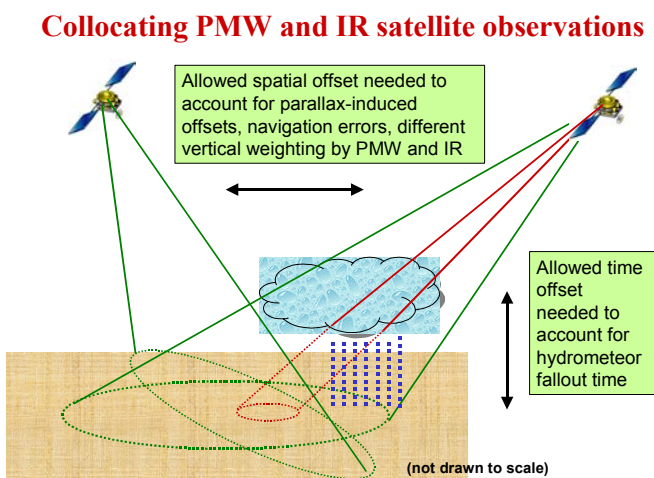 Collocating PMW and IR satellite observations
Allowed spatial offset needed to
account for parallax-induced
offsets, navigation errors, different
vertical weighting by PMW and IR
Allowed time
offset
needed to
account for
hydrometeor
fallout time
(not drawn to scale)